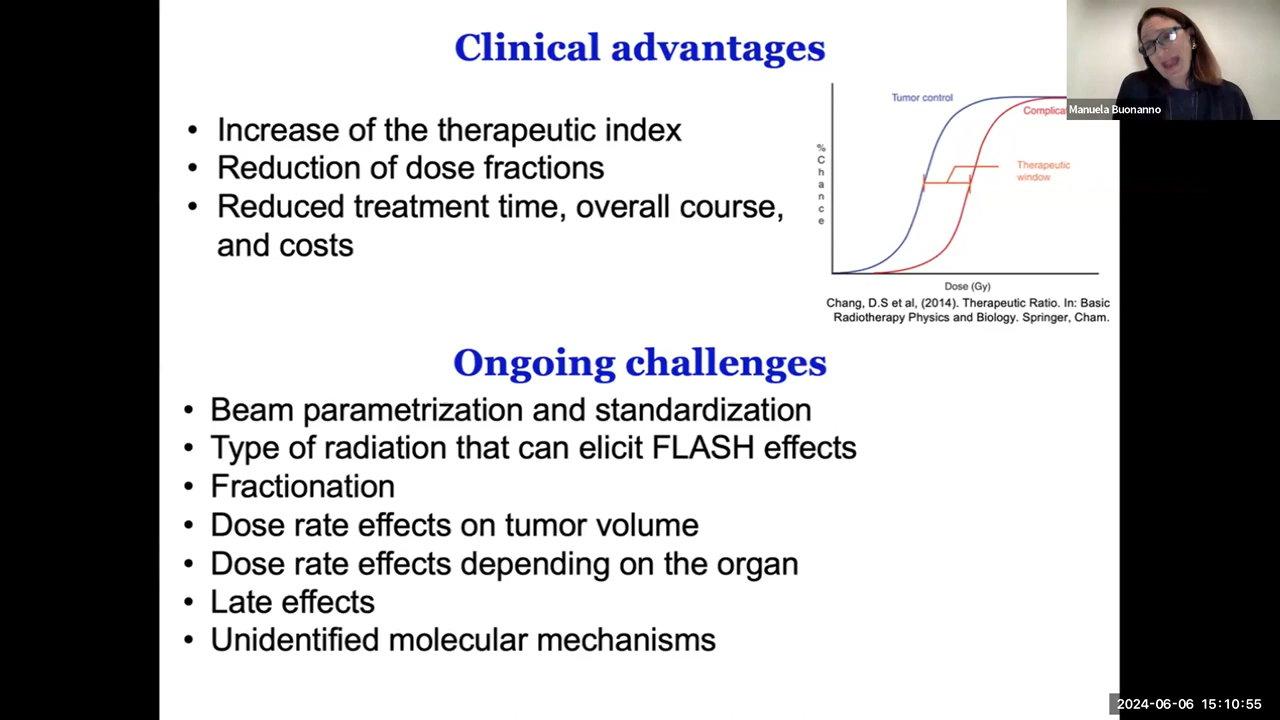 Clinical advantages
• Increase of the therapeutic index
• Reduction of dose fractions
• Reduced treatment time, overall course,
and costs
Tumor control
Complica
% Chance
Therapeutic
window
Dose (Gy)
Chang, D.S et al, (2014). Therapeutic Ratio. In: Basic
Radiotherapy Physics and Biology. Springer, Cham.
Manuela Buonanno
Ongoing challenges
• Beam parametrization and standardization
• Type of radiation that can elicit FLASH effects
• Fractionation
• Dose rate effects on tumor volume
• Dose rate effects depending on the organ
• Late effects
• Unidentified molecular mechanisms
2024-06-06 15:10:55